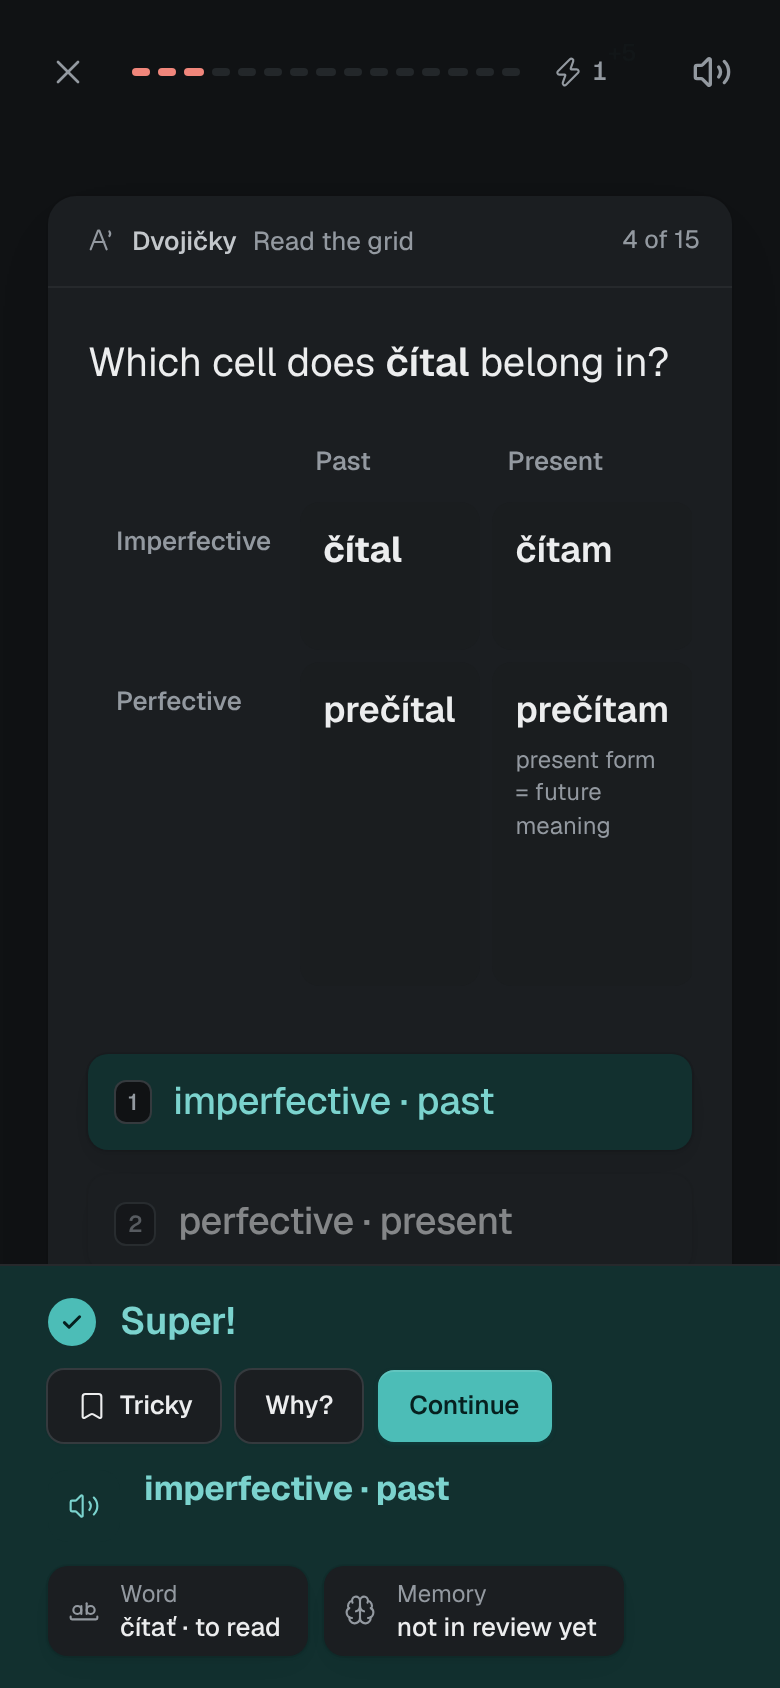 1
Dvojičky Read the grid 4 of 15
Which cell does čítal belong in?
Past Present
Imperfective čítal čítam
Perfective prečítal prečítam
present form
= future
meaning
1 imperfective · past
2 perfective · present
Super!
Tricky Why? Continue
imperfective · past
Word
čítať · to read
Memory
not in review yet